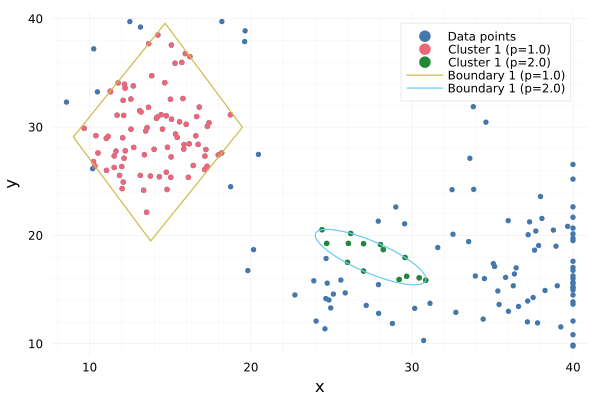 40
Data points
Cluster 1 (p=1.0)
Cluster 1 (p=2.0)
Boundary 1 (p=1.0)
Boundary 1 (p=2.0)
30
y
20
10
10 20 30 40
x